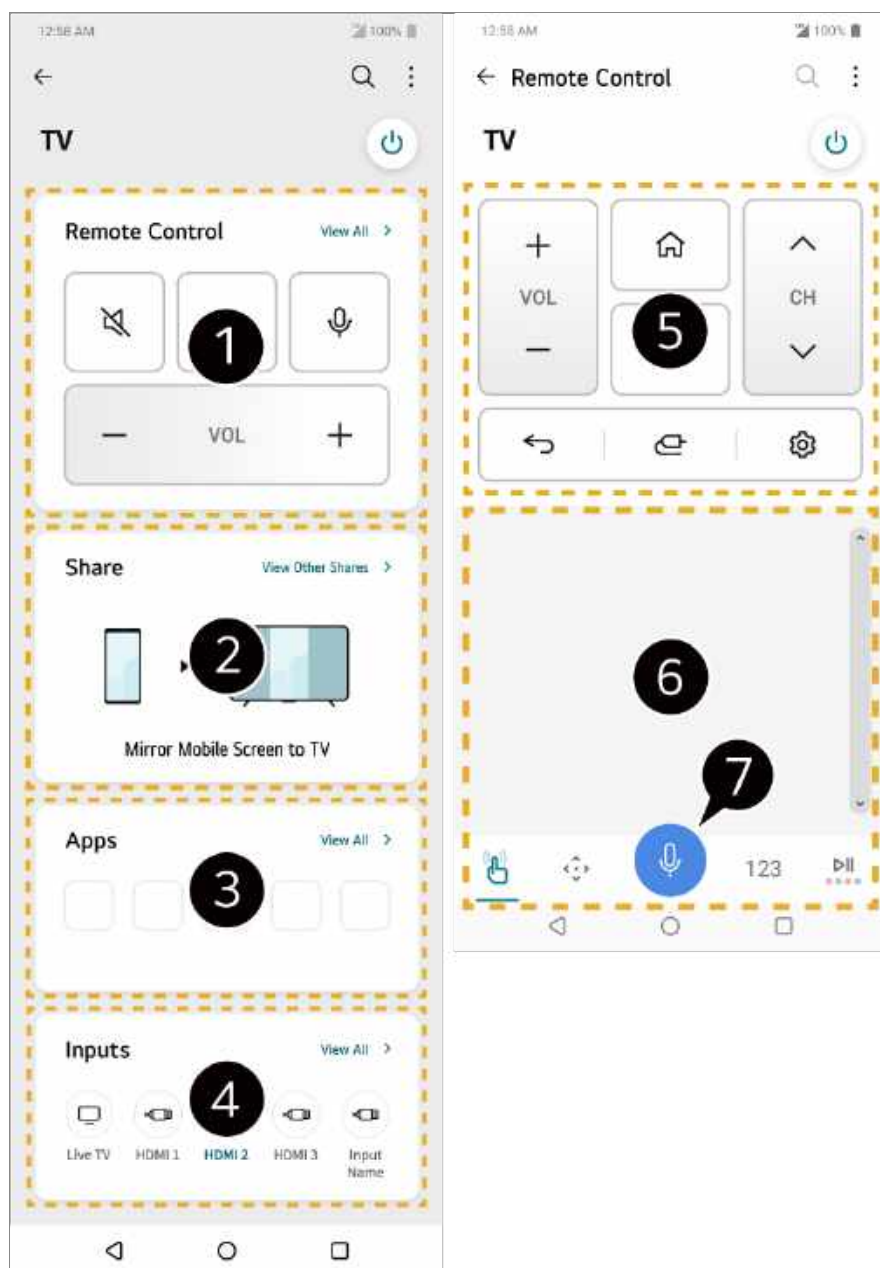 12:58 AM
100%
TV
Remote Control
View All >
1
− VOL +
Share
View Other Shares >
2
Mirror Mobile Screen to TV
Apps
View All >
3
Inputs
View All >
4
Live TV
HDMI 1
HDMI 2
HDMI 3
Input
Name
12:58 AM
100%
Remote Control
TV
+
VOL
−
5
CH
6
7
123